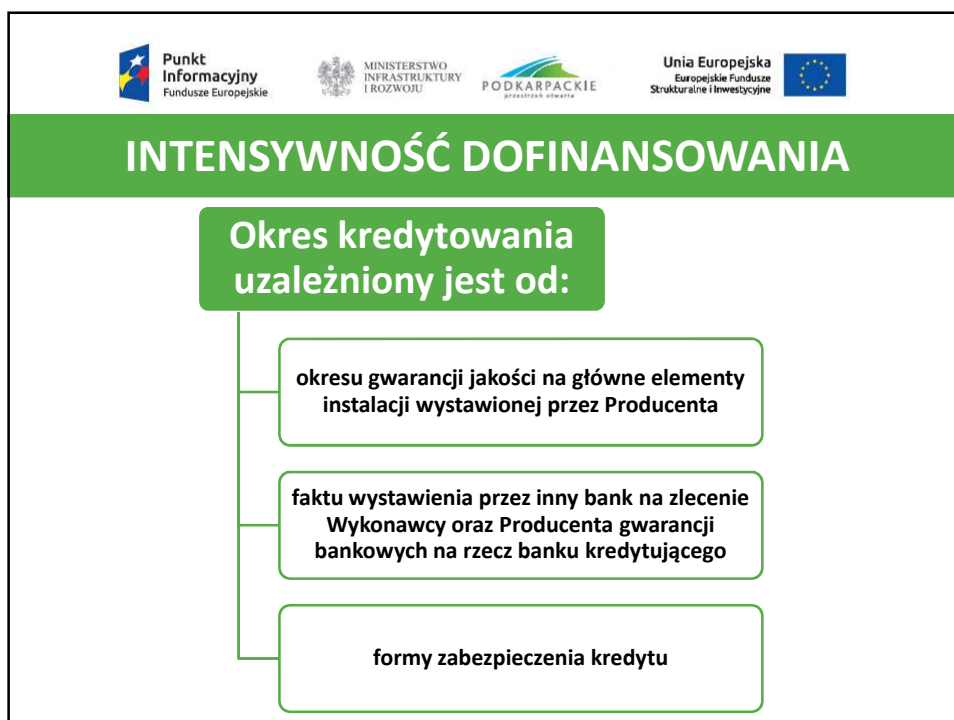 Punkt
Informacyjny
Fundusze Europejskie
MINISTERSTWO
INFRASTRUKTURY
I ROZWOJU
PODKARPACKIE
przestrzeń otwarta
Unia Europejska
Europejskie Fundusze
Strukturalne i Inwestycyjne
INTENSYWNOŚĆ DOFINANSOWANIA
Okres kredytowania
uzależniony jest od:
okresu gwarancji jakości na główne elementy
instalacji wystawionej przez Producenta
faktu wystawienia przez inny bank na zlecenie
Wykonawcy oraz Producenta gwarancji
bankowych na rzecz banku kredytującego
formy zabezpieczenia kredytu